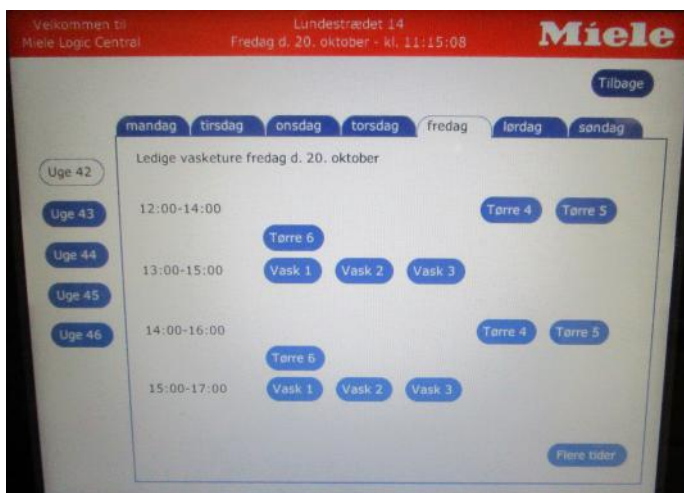 Velkommen til
Miele Logic Central
Lundestrædet 14
Fredag d. 20. oktober - kl. 11:15:08
Miele
Tilbage
mandag tirsdag onsdag torsdag fredag lørdag søndag
Uge 42
Uge 43
Uge 44
Uge 45
Uge 46
Ledige vasketure fredag d. 20. oktober
12:00-14:00 Tørre 4 Tørre 5
Tørre 6
13:00-15:00 Vask 1 Vask 2 Vask 3
14:00-16:00 Tørre 4 Tørre 5
Tørre 6
15:00-17:00 Vask 1 Vask 2 Vask 3
Flere tider